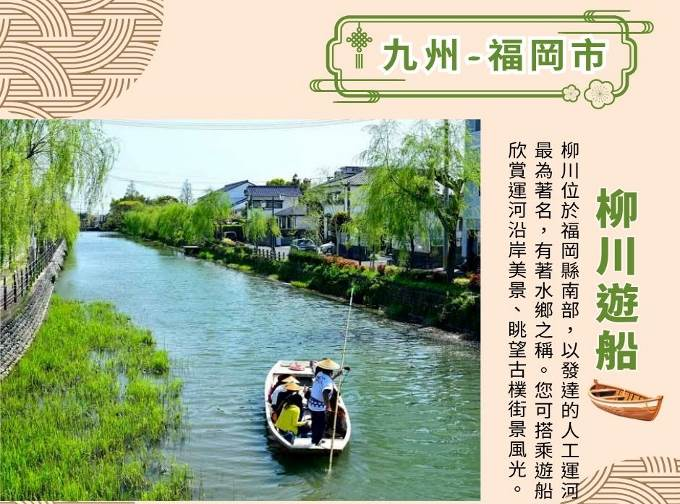 九州-福岡市
柳川遊船
柳川位於福岡縣南部，以發達的人工運河
最為著名，有著水鄉之稱。您可搭乘遊船
欣賞運河沿岸美景、眺望古樸街景風光。